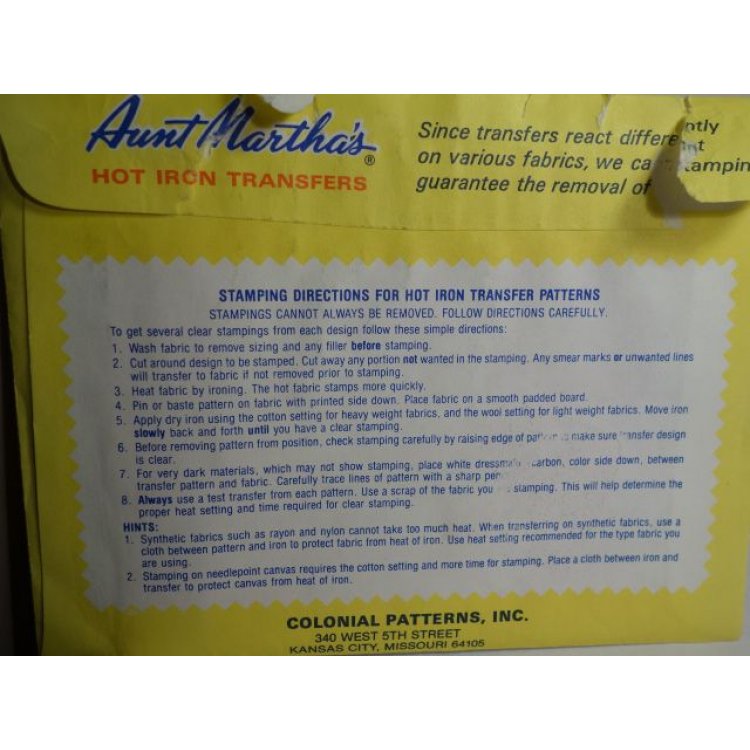 Aunt Martha's®
HOT IRON TRANSFERS
Since transfers react differently
on various fabrics, we
guarantee the removal of stamping
STAMPING DIRECTIONS FOR HOT IRON TRANSFER PATTERNS
STAMPINGS CANNOT ALWAYS BE REMOVED. FOLLOW DIRECTIONS CAREFULLY.
To get several clear stampings from each design follow these simple directions:
1. Wash fabric to remove sizing and any filler before stamping.
2. Cut around design to be stamped. Cut away any portion not wanted in the stamping. Any smear marks or unwanted lines
will transfer to fabric if not removed prior to stamping.
3. Heat fabric by ironing. The hot fabric stamps more quickly.
4. Pin or baste pattern on fabric with printed side down. Place fabric on a smooth padded board.
5. Apply dry iron using the cotton setting for heavy weight fabrics, and the wool setting for light weight fabrics. Move iron
slowly back and forth until you have a clear stamping.
6. Before removing pattern from position, check stamping carefully by raising edge of make sure transfer design
is clear.
7. For very dark materials, which may not show stamping, place white carbon, color side down, between
transfer pattern and fabric. Carefully trace lines of pattern with a sharp
8. Always use a test transfer from each pattern. Use a scrap of the fabric you stamping. This will help determine the
proper heat setting and time required for clear stamping.
HINTS:
1. Synthetic fabrics such as rayon and nylon cannot take too much heat. When transferring on synthetic fabrics, use a
cloth between pattern and iron to protect fabric from heat of iron. Use heat setting recommended for the type fabric you
are using.
2. Stamping on needlepoint canvas requires the cotton setting and more time for stamping. Place a cloth between iron and
transfer to protect canvas from heat of iron.
COLONIAL PATTERNS, INC.
340 WEST 5TH STREET
KANSAS CITY, MISSOURI 64105